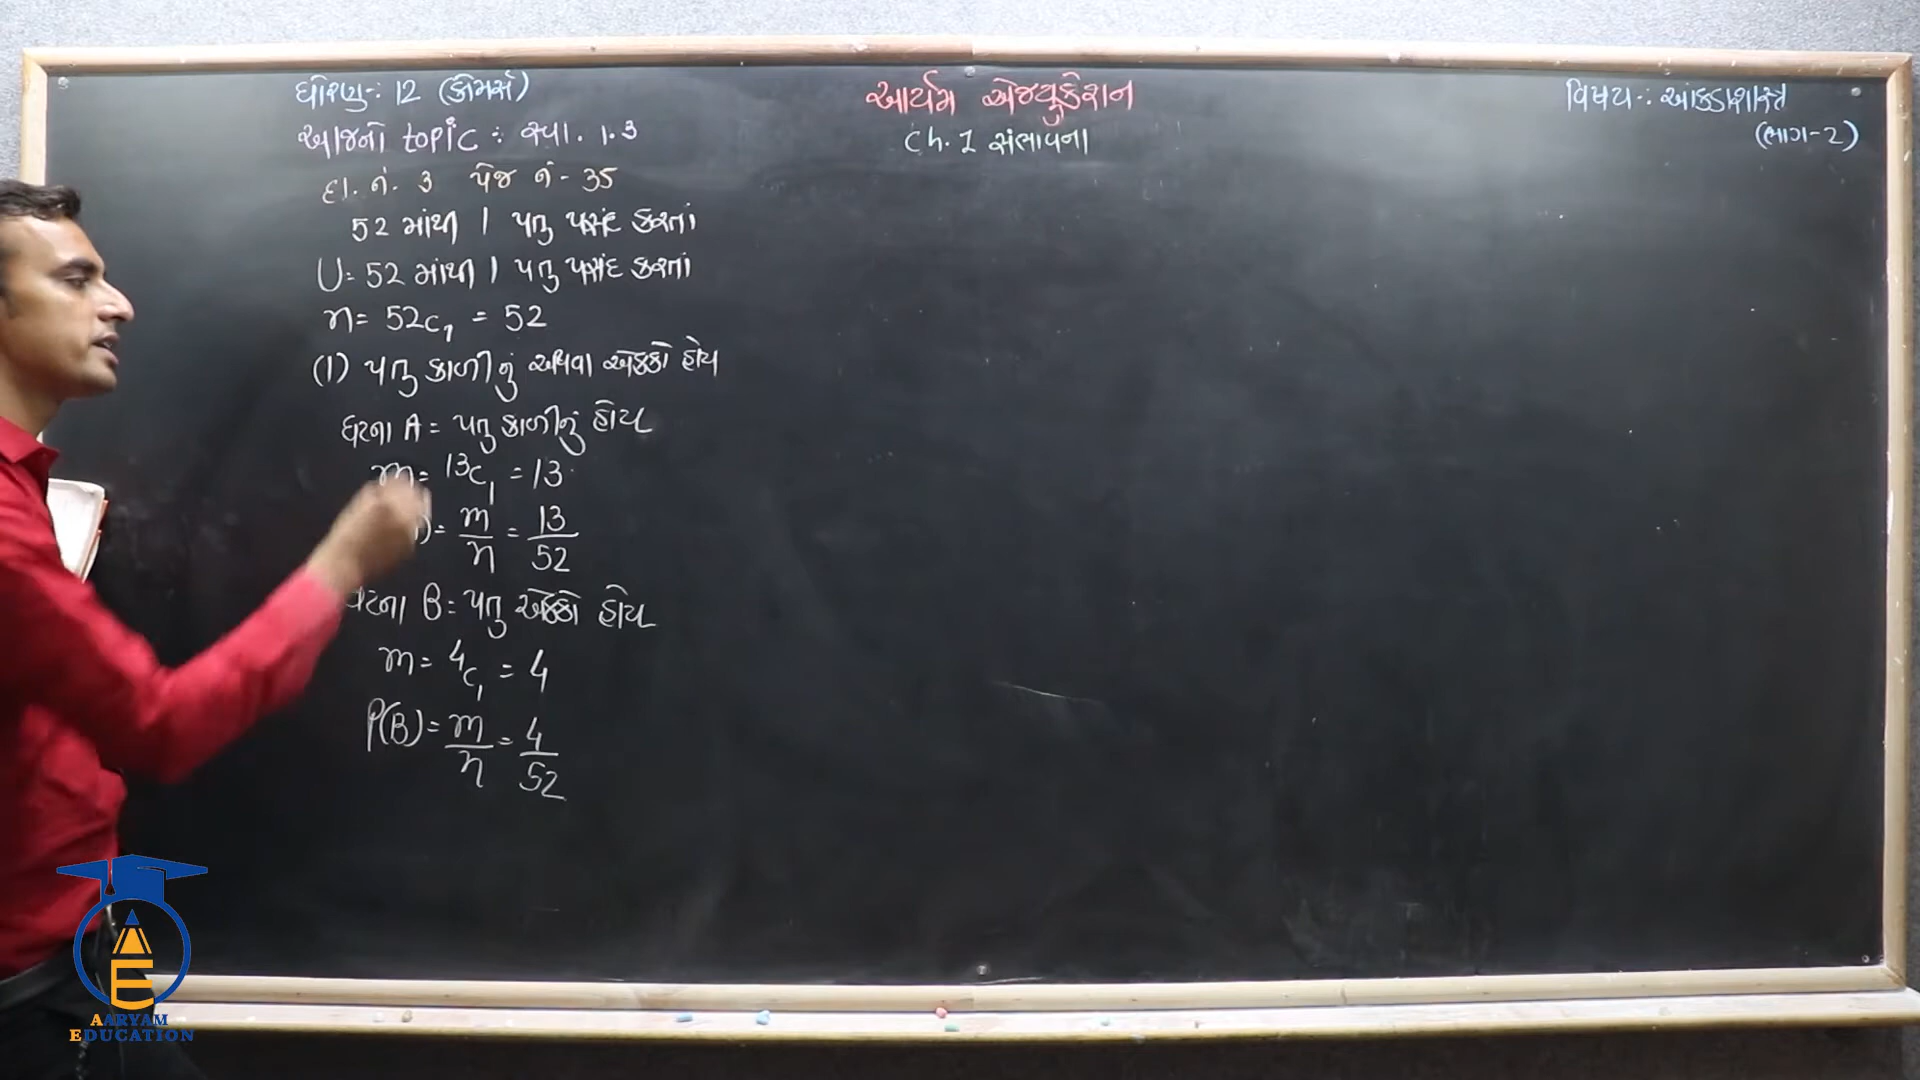 ધોરણ-: 12 (કોમર્સ)
આર્યમ એજ્યુકેશન
વિષય-: આંકડાશાસ્ત્ર
(ભાગ-2)
આજનો topic : સ્વા. 1.3
Ch. 1 સંભાવના
દા. નં. 3 પેજ નં - 35
52 માંથી 1 પત્તુ પસંદ કરતાં
U = 52 માંથી 1 પત્તુ પસંદ કરતાં
n = 52c₁ = 52
(1) પત્તુ કાળીનું અથવા એક્કો હોય
ઘટના A = પત્તુ કાળીનું હોય
m = ¹³c₁ = 13
) = m/n = 13/52
ઘટના B = પત્તુ એક્કો હોય
m = ⁴c₁ = 4
P(B) = m/n = 4/52
AARYAM
EDUCATION